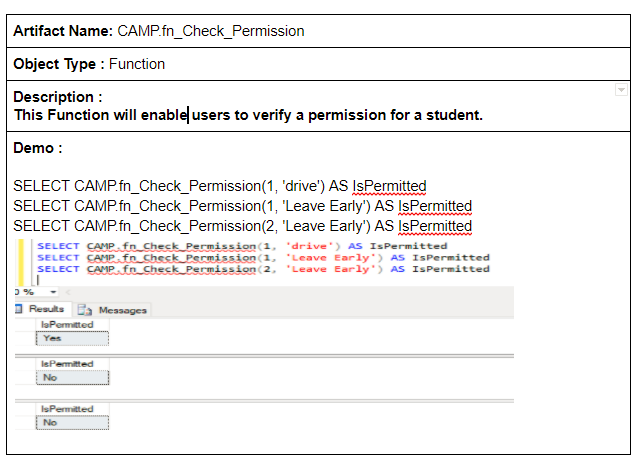 Artifact Name: CAMP.fn_Check_Permission
Object Type : Function
Description :
This Function will enable users to verify a permission for a student.
Demo :
SELECT CAMP.fn_Check_Permission(1, 'drive') AS IsPermitted
SELECT CAMP.fn_Check_Permission(1, 'Leave Early') AS IsPermitted
SELECT CAMP.fn_Check_Permission(2, 'Leave Early') AS IsPermitted
SELECT CAMP.fn_Check_Permission(1, 'drive') AS IsPermitted
SELECT CAMP.fn_Check_Permission(1, 'Leave Early') AS IsPermitted
SELECT CAMP.fn_Check_Permission(2, 'Leave Early') AS IsPermitted
0 %
Results Messages
IsPermitted
Yes
IsPermitted
No
IsPermitted
No